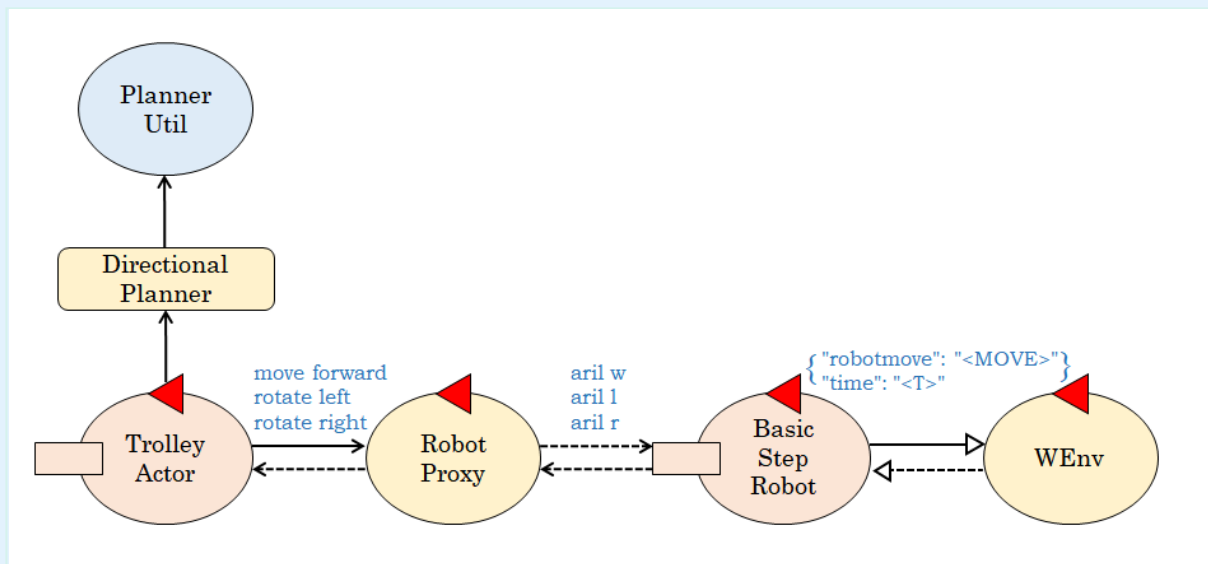 Planner
Util
Directional
Planner
move forward
rotate left
rotate right
Trolley
Actor
Robot
Proxy
aril w
aril l
aril r
Basic
Step
Robot
{ "robotmove": "<MOVE>" }
"time": "<T>"
WEnv